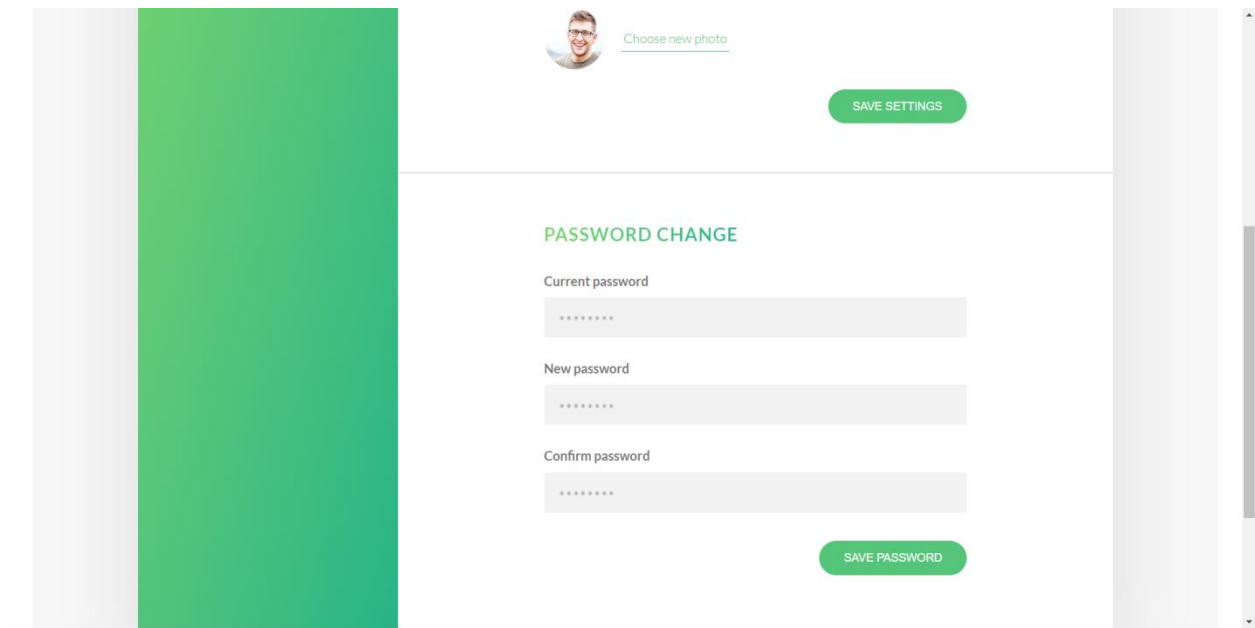 Choose new photo
SAVE SETTINGS
PASSWORD CHANGE
Current password
••••••••
New password
••••••••
Confirm password
••••••••
SAVE PASSWORD